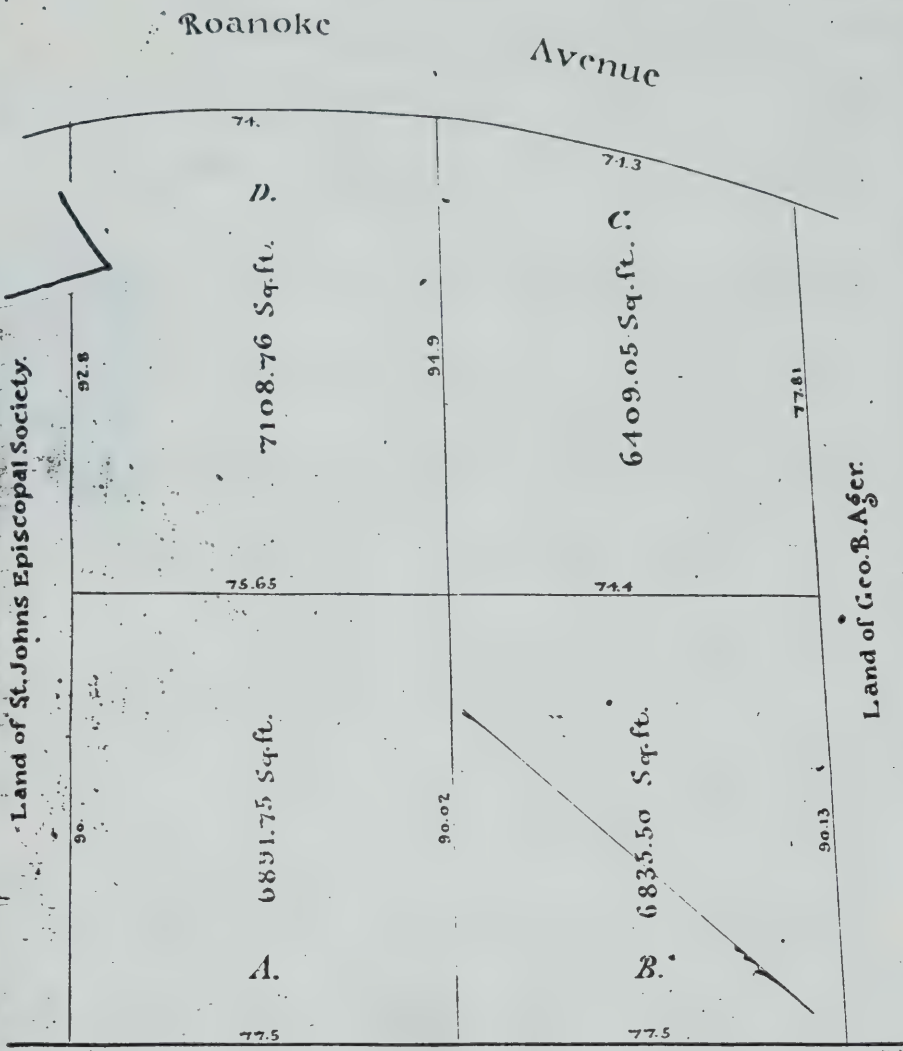 Roanoke Avenue
74.
74.3
D.
C.
7108.76 Sq.ft.
6409.05 Sq.ft.
92.8
94.9
77.81
Land of St. Johns Episcopal Society.
Land of Geo.B.Ager.
75.65
74.4
6891.75 Sq.ft.
6835.50 Sq.ft.
90.
90.02
90.13
A.
B.
77.5
77.5